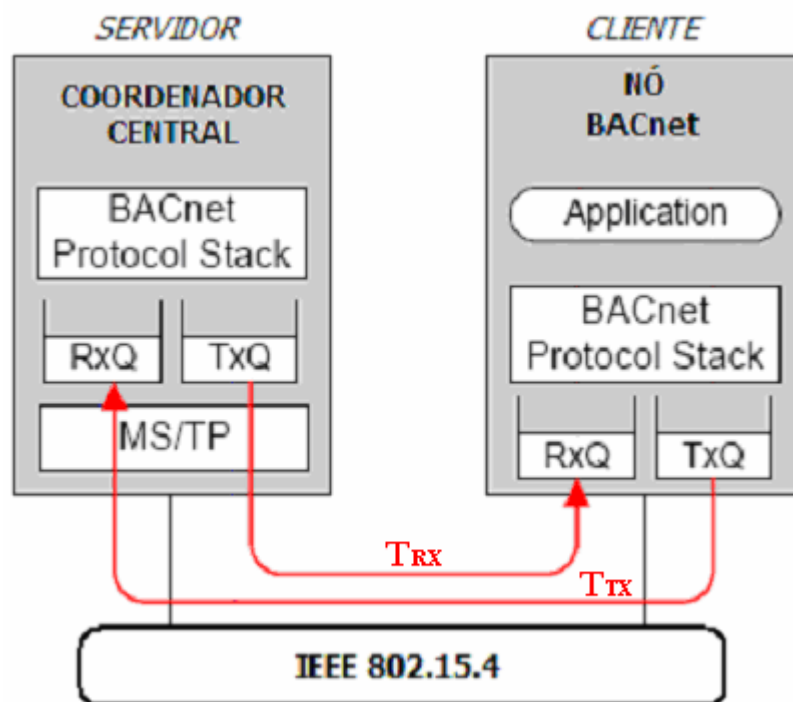 SERVIDOR
COORDENADOR
CENTRAL
BACnet
Protocol Stack
RxQ
TxQ
MS/TP
CLIENTE
NÓ
BACnet
Application
BACnet
Protocol Stack
RxQ
TxQ
TRX
TTX
IEEE 802.15.4